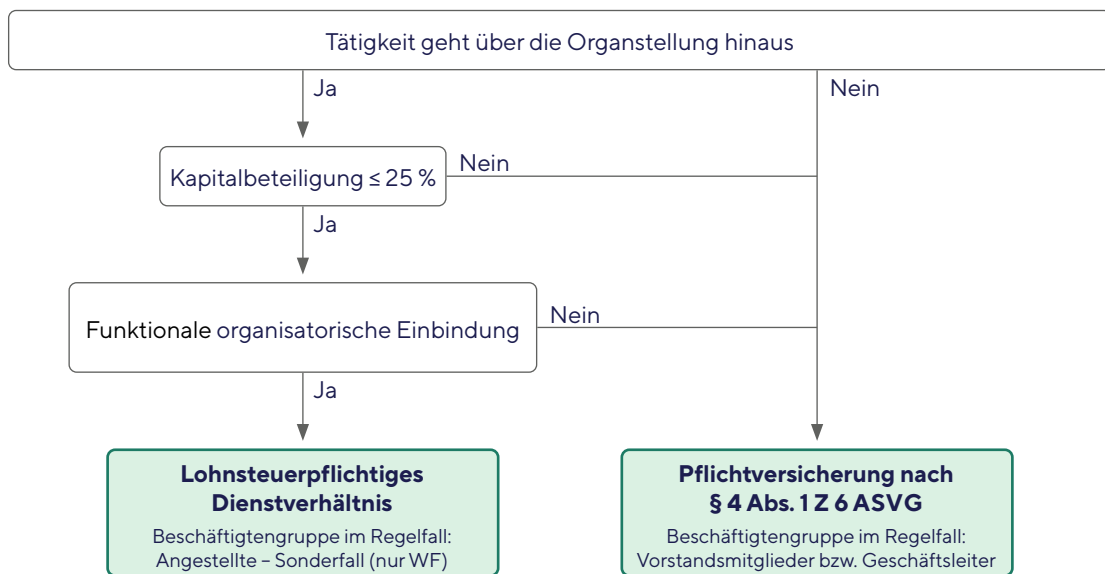 Tätigkeit geht über die Organstellung hinaus
Ja
Nein
Kapitalbeteiligung ≤ 25 %
Nein
Ja
Funktionale organisatorische Einbindung
Nein
Ja
Lohnsteuerpflichtiges
Dienstverhältnis
Beschäftigtengruppe im Regelfall:
Angestellte – Sonderfall (nur WF)
Pflichtversicherung nach
§ 4 Abs. 1 Z 6 ASVG
Beschäftigtengruppe im Regelfall:
Vorstandsmitglieder bzw. Geschäftsleiter